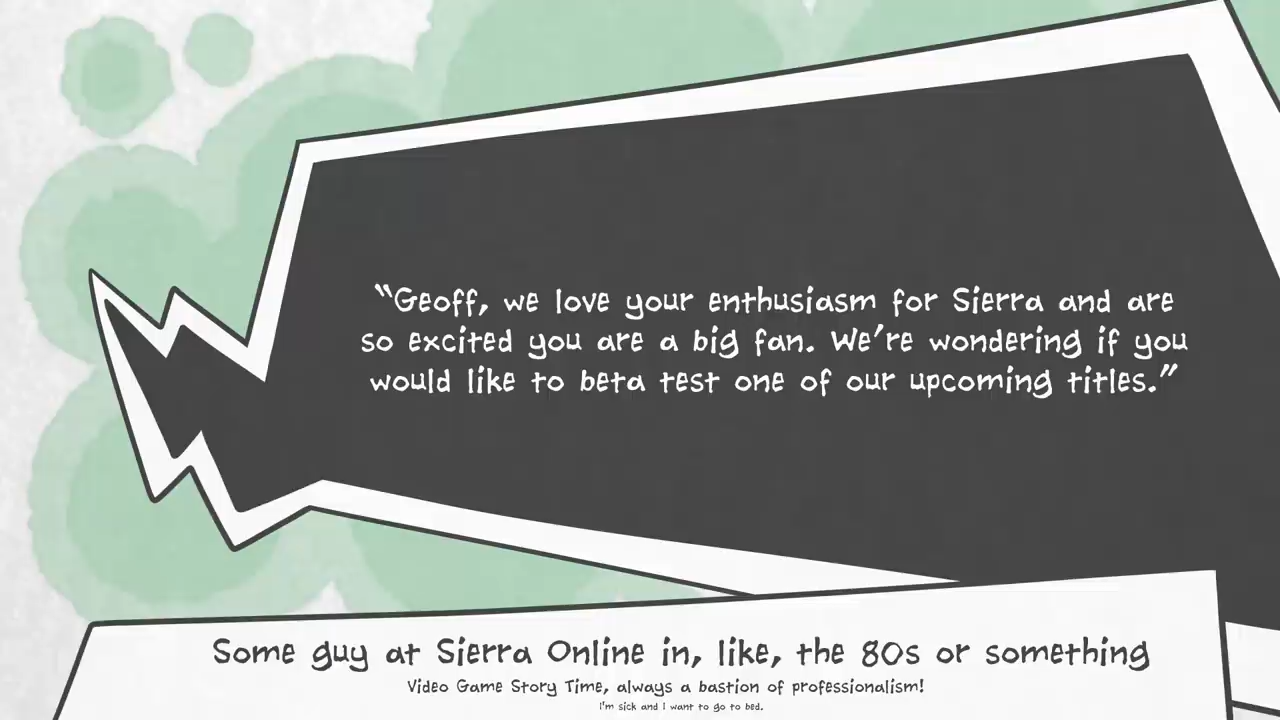 “Geoff, we love your enthusiasm for Sierra and are
so excited you are a big fan. We’re wondering if you
would like to beta test one of our upcoming titles.”
Some guy at Sierra Online in, like, the 80s or something
Video Game Story Time, always a bastion of professionalism!
I'm sick and I want to go to bed.